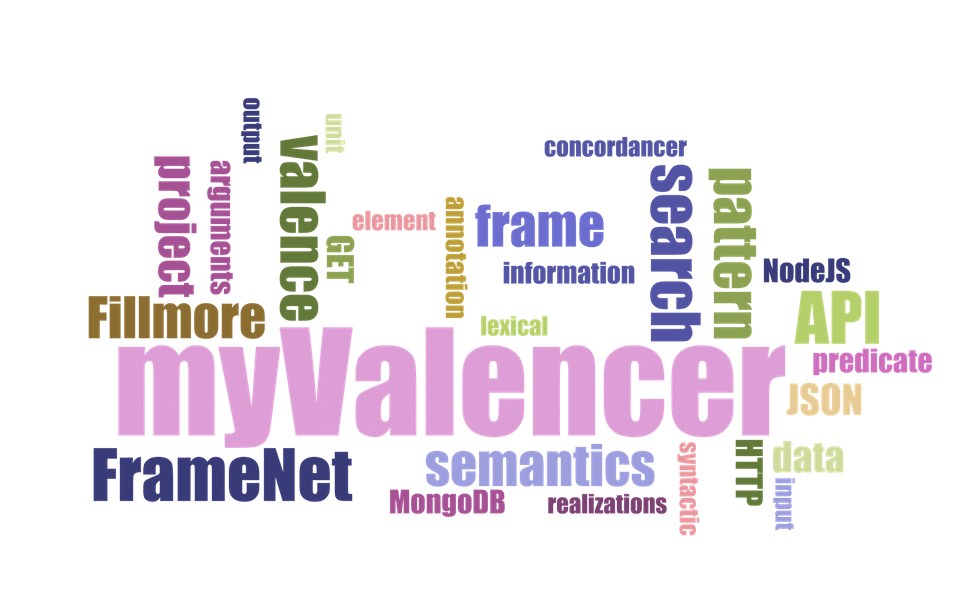 output
unit
concordancer
project
arguments
valence
search
pattern
element
annotation
frame
GET
information
NodeJS
Fillmore
lexical
API
myValencer
predicate
JSON
FrameNet
semantics
syntactic
HTTP
data
MongoDB
realizations
input